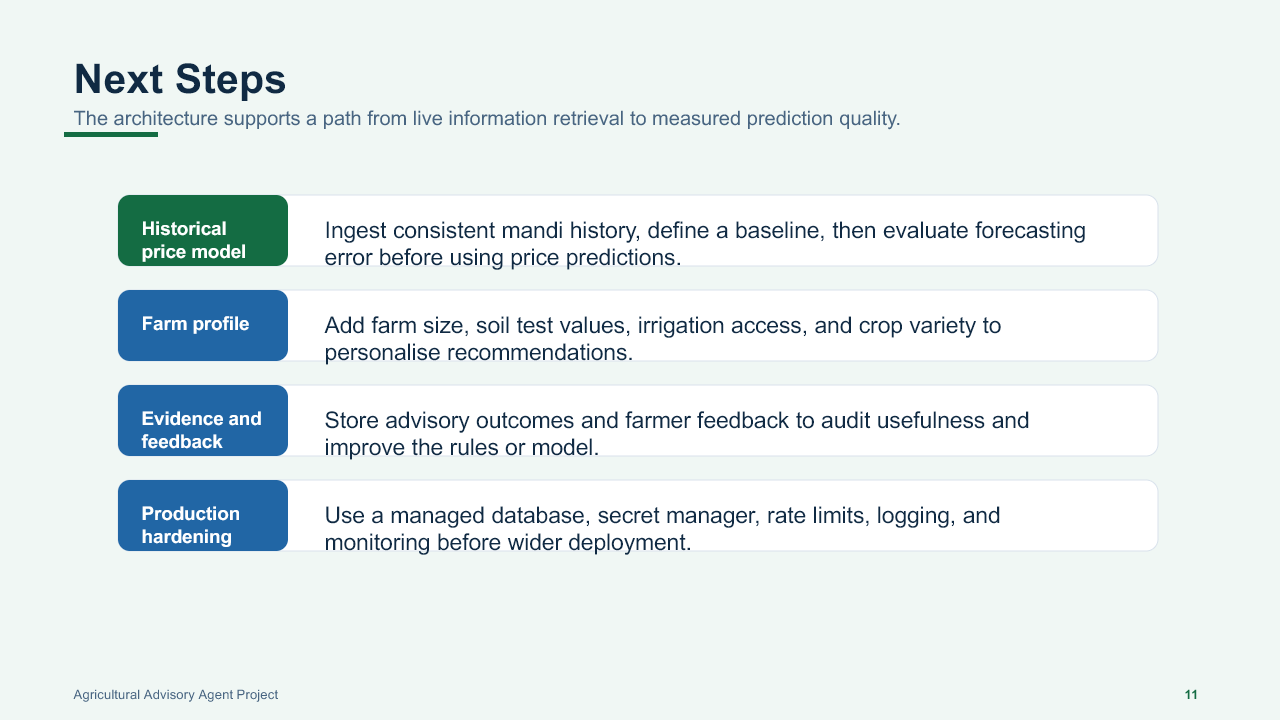 Next Steps
The architecture supports a path from live information retrieval to measured prediction quality.
Historical
price model
Ingest consistent mandi history, define a baseline, then evaluate forecasting
error before using price predictions.
Farm profile
Add farm size, soil test values, irrigation access, and crop variety to
personalise recommendations.
Evidence and
feedback
Store advisory outcomes and farmer feedback to audit usefulness and
improve the rules or model.
Production
hardening
Use a managed database, secret manager, rate limits, logging, and
monitoring before wider deployment.
Agricultural Advisory Agent Project
11